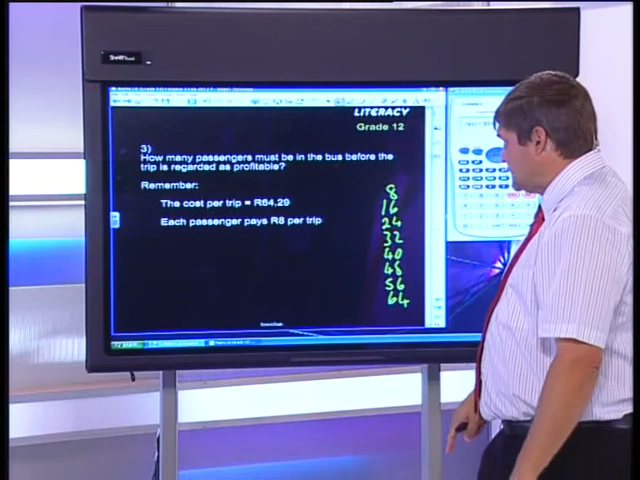 LITERACY
Grade 12
3)
How many passengers must be in the bus before the
trip is regarded as profitable?
Remember:
The cost per trip = R64,29
Each passenger pays R8 per trip
8
16
24
32
40
48
56
64